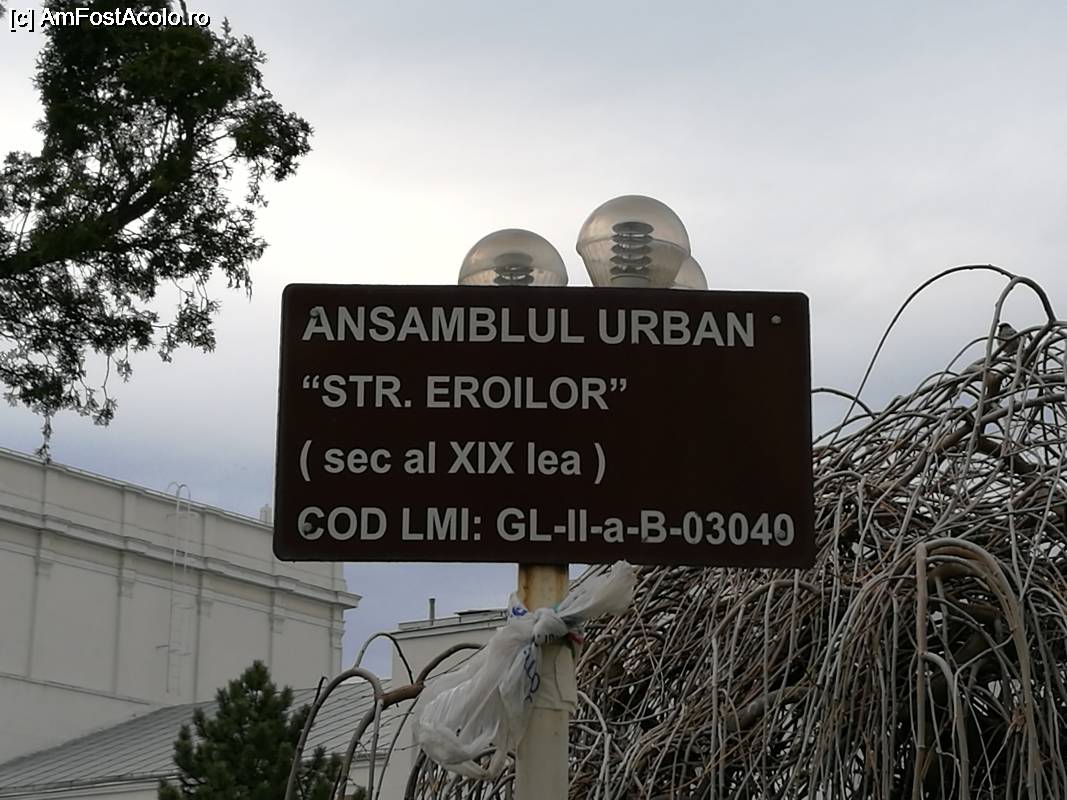 [c] AmFostAcolo.ro
ANSAMBLUL URBAN
“STR. EROILOR”
( sec al XIX lea )
COD LMI: GL-II-a-B-03040